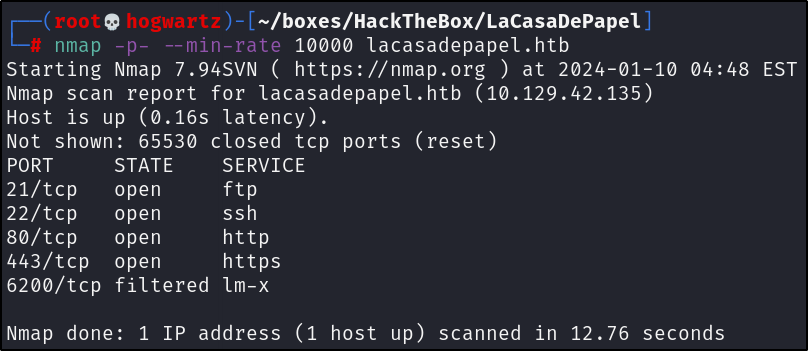 ┌──(root💀hogwartz)-[~/boxes/HackTheBox/LaCasaDePapel]
└─# nmap -p- --min-rate 10000 lacasadepapel.htb
Starting Nmap 7.94SVN ( https://nmap.org ) at 2024-01-10 04:48 EST
Nmap scan report for lacasadepapel.htb (10.129.42.135)
Host is up (0.16s latency).
Not shown: 65530 closed tcp ports (reset)
PORT     STATE    SERVICE
21/tcp   open     ftp
22/tcp   open     ssh
80/tcp   open     http
443/tcp  open     https
6200/tcp filtered lm-x

Nmap done: 1 IP address (1 host up) scanned in 12.76 seconds